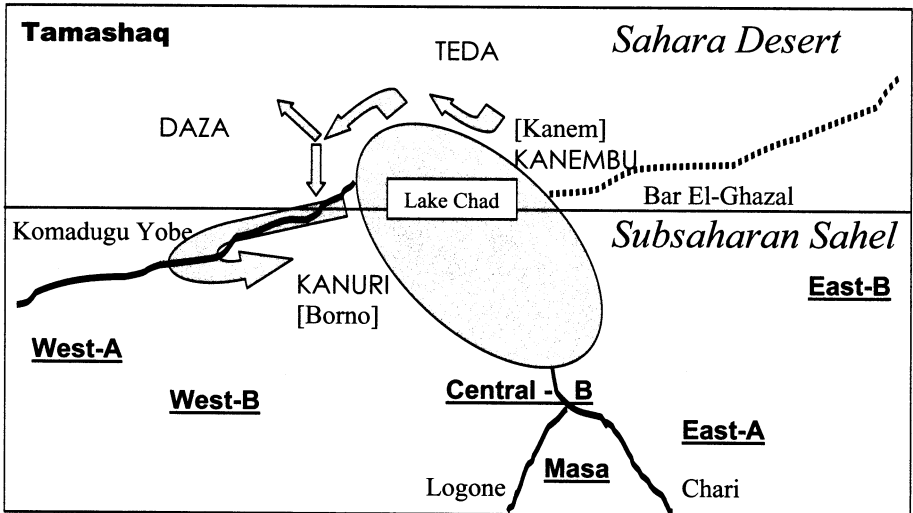 Tamashaq
TEDA
Sahara Desert
DAZA
[Kanem]
KANEMBU
Lake Chad
Bar El-Ghazal
Komadugu Yobe
Subsaharan Sahel
KANURI
[Borno]
East-B
West-A
West-B
Central - B
East-A
Masa
Logone
Chari